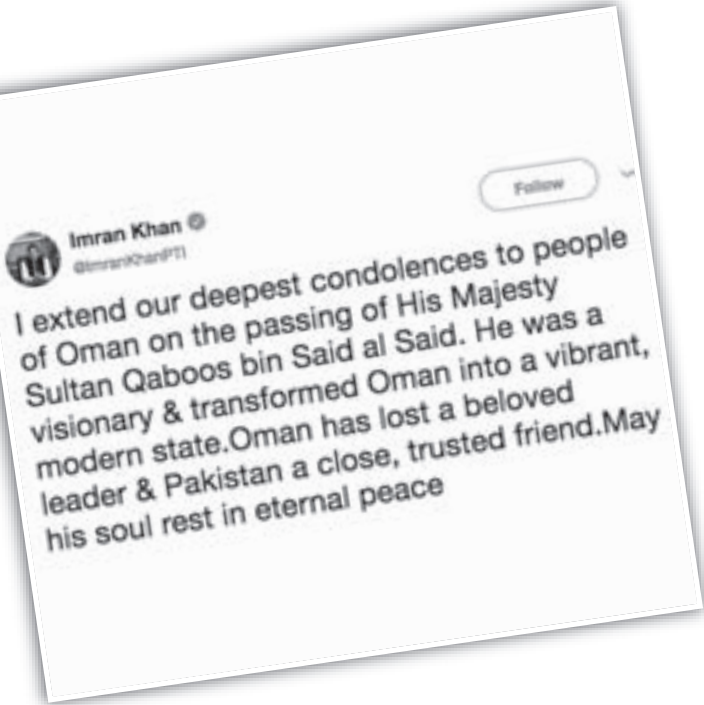 Follow
Imran Khan
@ImranKhanPTI
I extend our deepest condolences to people
of Oman on the passing of His Majesty
Sultan Qaboos bin Said al Said. He was a
visionary & transformed Oman into a vibrant,
modern state.Oman has lost a beloved
leader & Pakistan a close, trusted friend.May
his soul rest in eternal peace